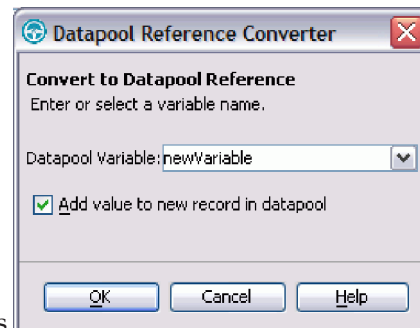 Datapool Reference Converter
Convert to Datapool Reference
Enter or select a variable name.
Datapool Variable: newVariable
Add value to new record in datapool
OK Cancel Help
s